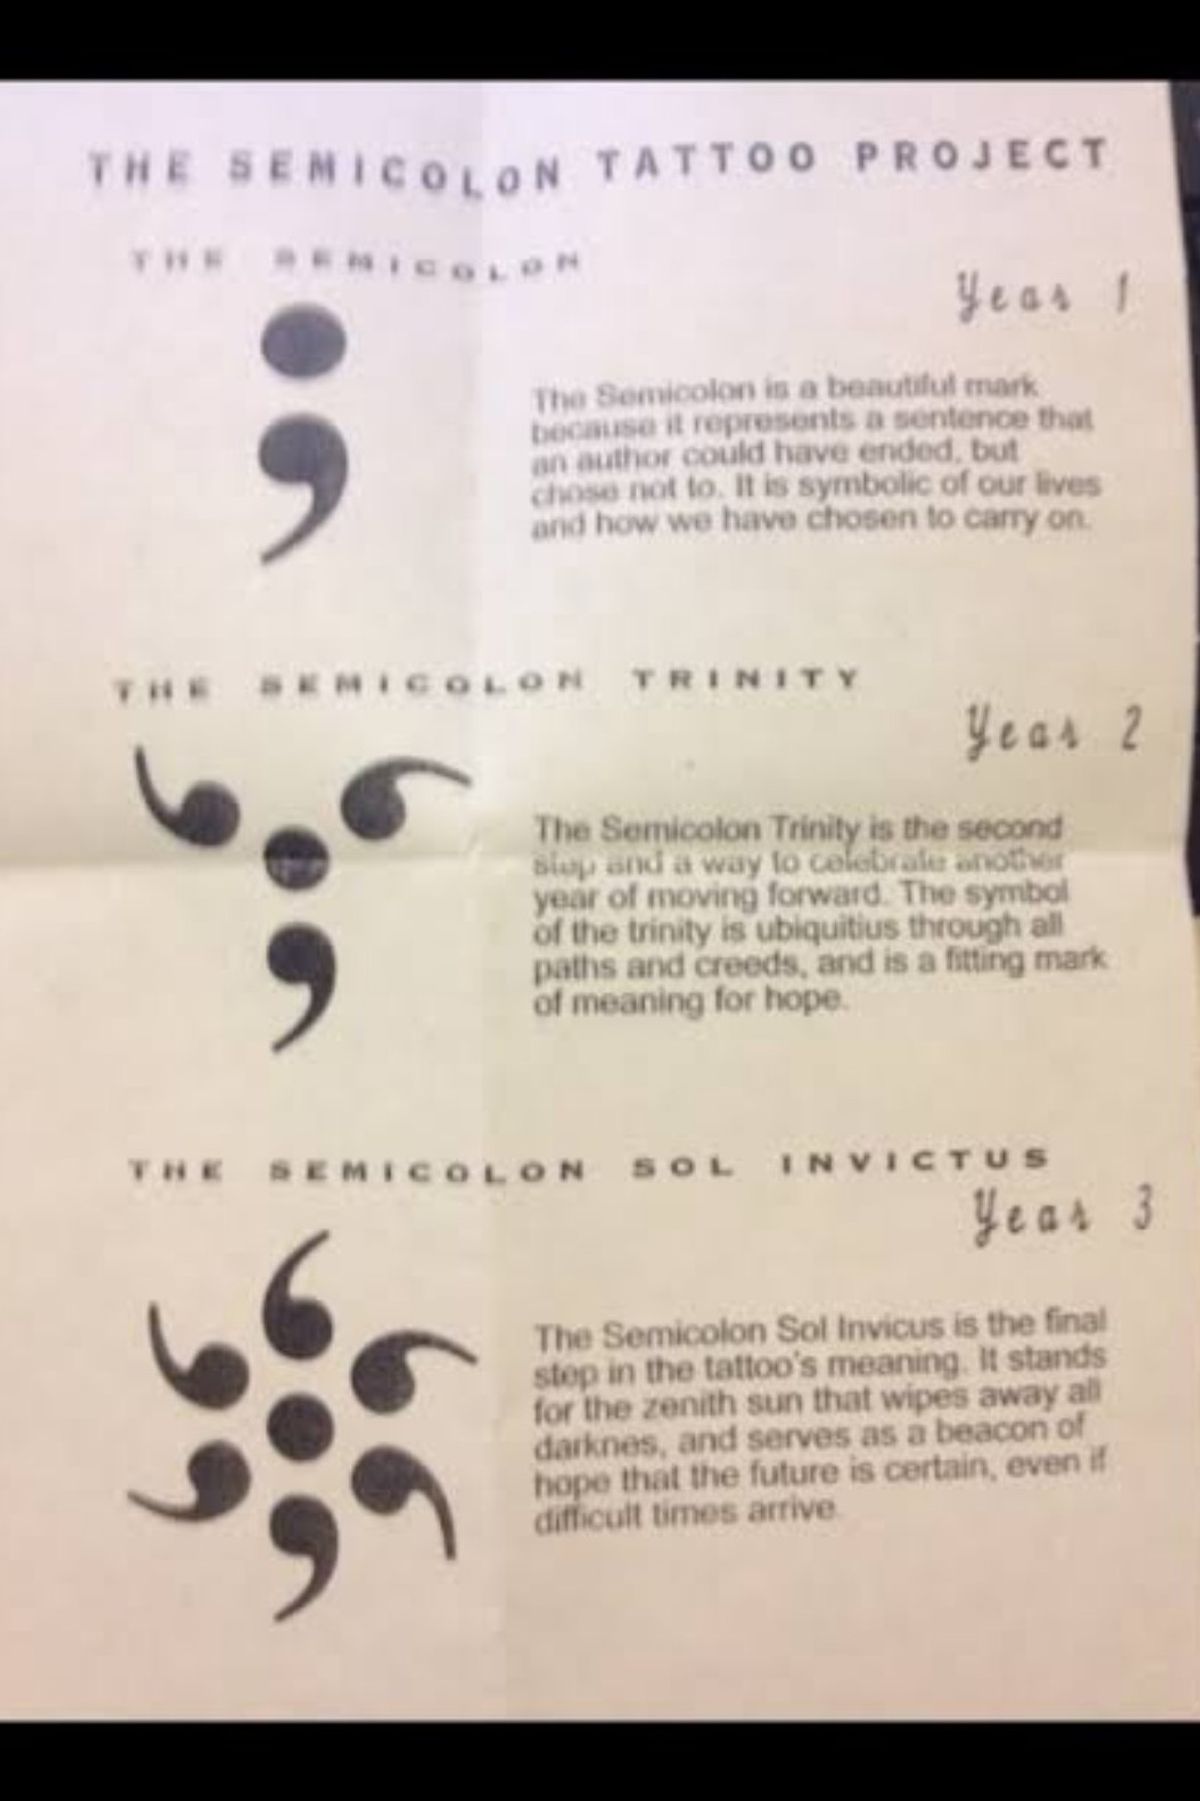 THE SEMICOLON TATTOO PROJECT
THE SEMICOLON
Year 1
The Semicolon is a beautiful mark
because it represents a sentence that
an author could have ended, but
chose not to. It is symbolic of our lives
and how we have chosen to carry on.
THE SEMICOLON TRINITY
Year 2
The Semicolon Trinity is the second
step and a way to celebrate another
year of moving forward. The symbol
of the trinity is ubiquitius through all
paths and creeds, and is a fitting mark
of meaning for hope.
THE SEMICOLON SOL INVICTUS
Year 3
The Semicolon Sol Invicus is the final
step in the tattoo's meaning. It stands
for the zenith sun that wipes away all
darknes, and serves as a beacon of
hope that the future is certain, even if
difficult times arrive.